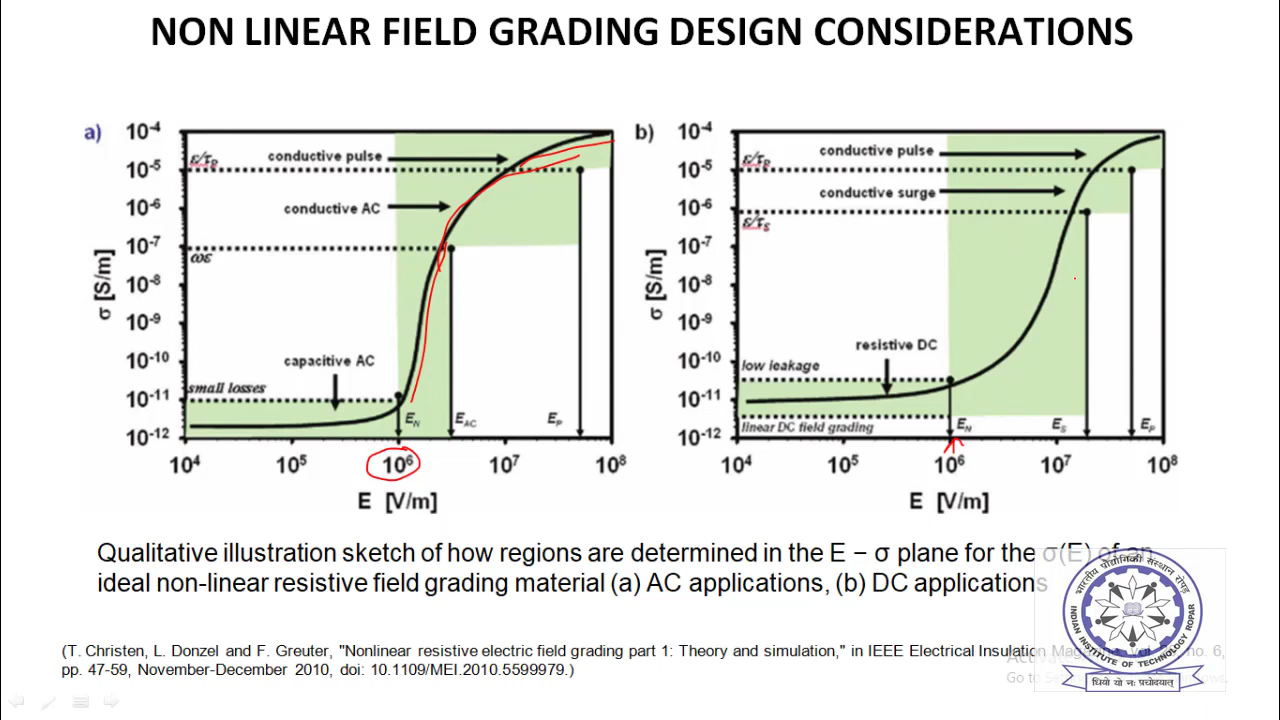 NON LINEAR FIELD GRADING DESIGN CONSIDERATIONS
a)
σ [S/m]
10⁻⁴
10⁻⁵
10⁻⁶
10⁻⁷
10⁻⁸
10⁻⁹
10⁻¹⁰
10⁻¹¹
10⁻¹²
conductive pulse
ε/τP
conductive AC
ωε
capacitive AC
small losses
EN
EAC
EP
10⁴
10⁵
10⁶
10⁷
10⁸
E [V/m]
b)
σ [S/m]
10⁻⁴
10⁻⁵
10⁻⁶
10⁻⁷
10⁻⁸
10⁻⁹
10⁻¹⁰
10⁻¹¹
10⁻¹²
conductive pulse
ε/τP
conductive surge
ε/τS
resistive DC
low leakage
EN
ES
EP
linear DC field grading
10⁴
10⁵
10⁶
10⁷
10⁸
E [V/m]
Qualitative illustration sketch of how regions are determined in the E − σ plane for the σ(E) of an
ideal non-linear resistive field grading material (a) AC applications, (b) DC applications
(T. Christen, L. Donzel and F. Greuter, "Nonlinear resistive electric field grading part 1: Theory and simulation," in IEEE Electrical Insulation no. 6,
pp. 47-59, November-December 2010, doi: 10.1109/MEI.2010.5599979.)
भारतीय प्रौद्योगिकी संस्थान रोपड़
INDIAN INSTITUTE OF TECHNOLOGY ROPAR
धियो यो नः प्रचोदयात्